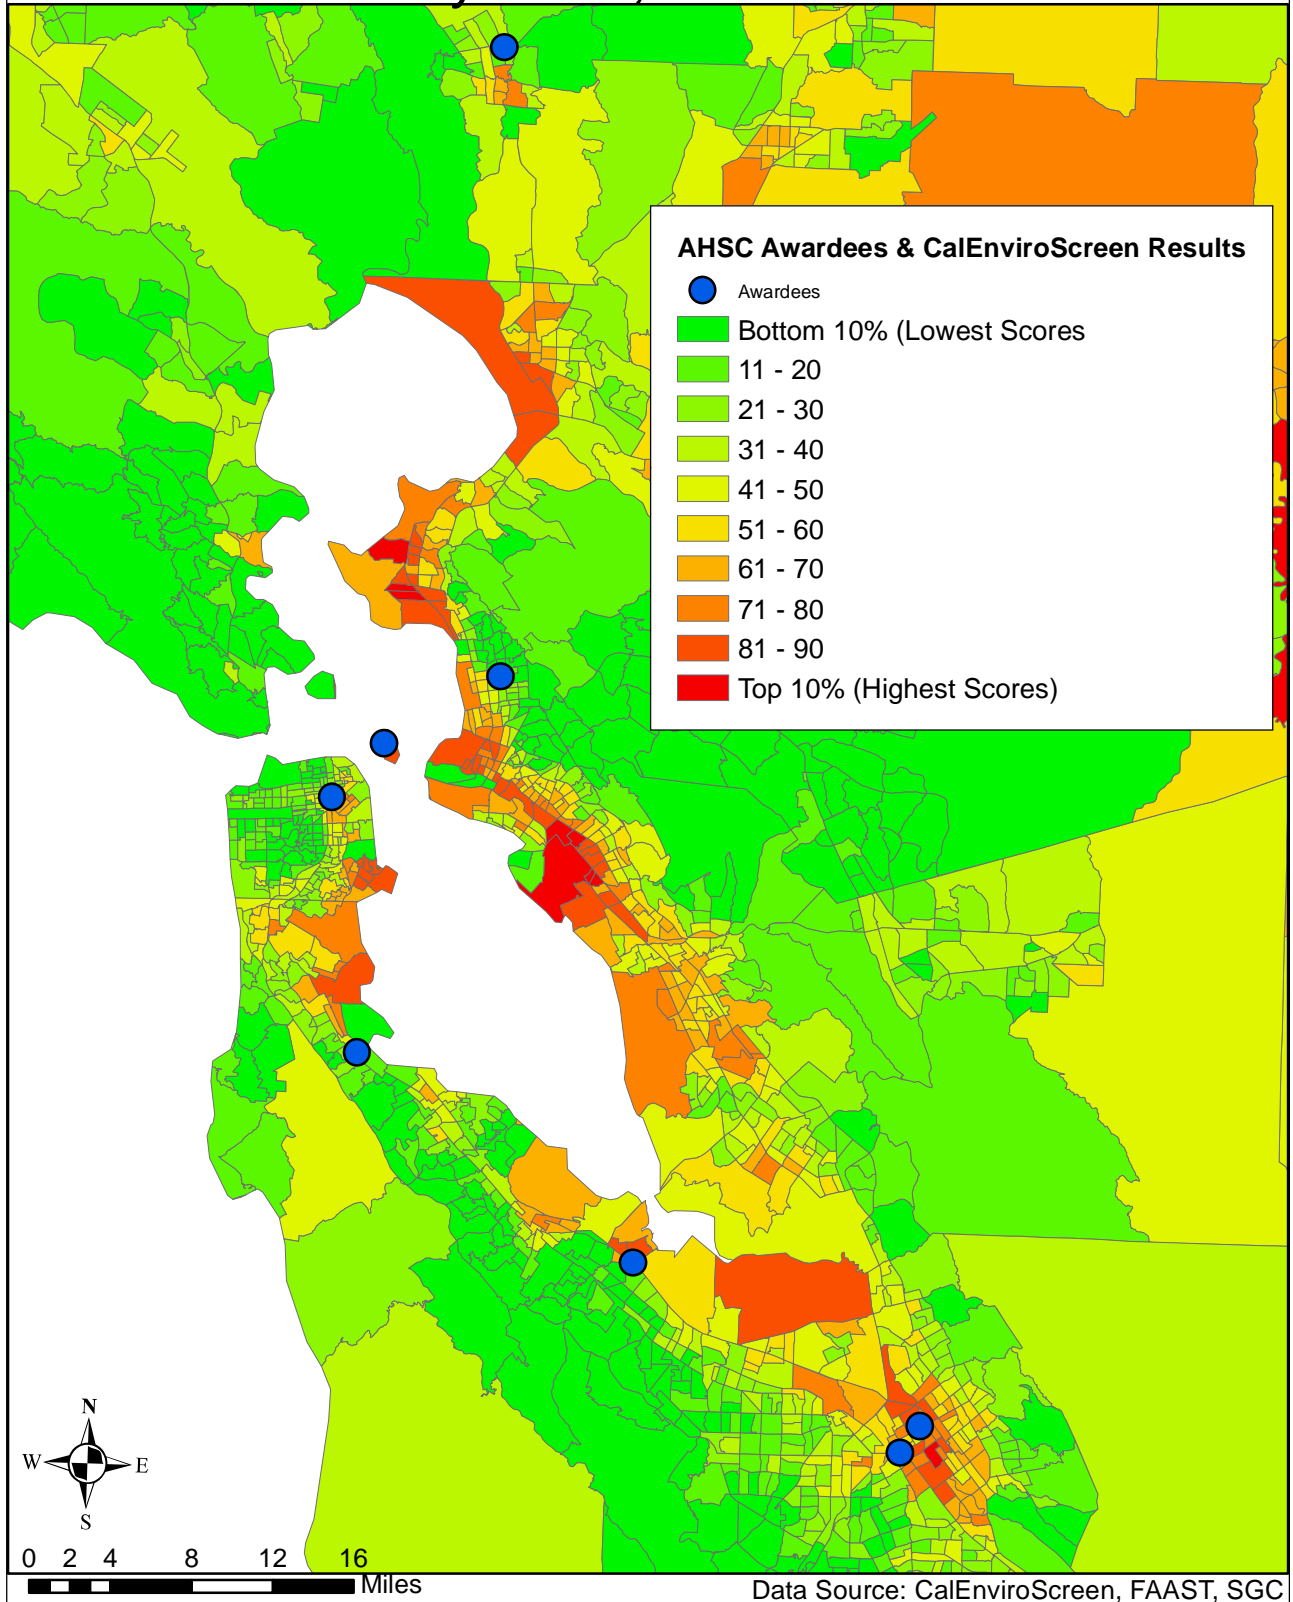 AHSC Awardees & CalEnviroScreen Results
Awardees
Bottom 10% (Lowest Scores
11 - 20
21 - 30
31 - 40
41 - 50
51 - 60
61 - 70
71 - 80
81 - 90
Top 10% (Highest Scores)
N
W E
S
0 2 4 8 12 16
Miles
Data Source: CalEnviroScreen, FAAST, SGC